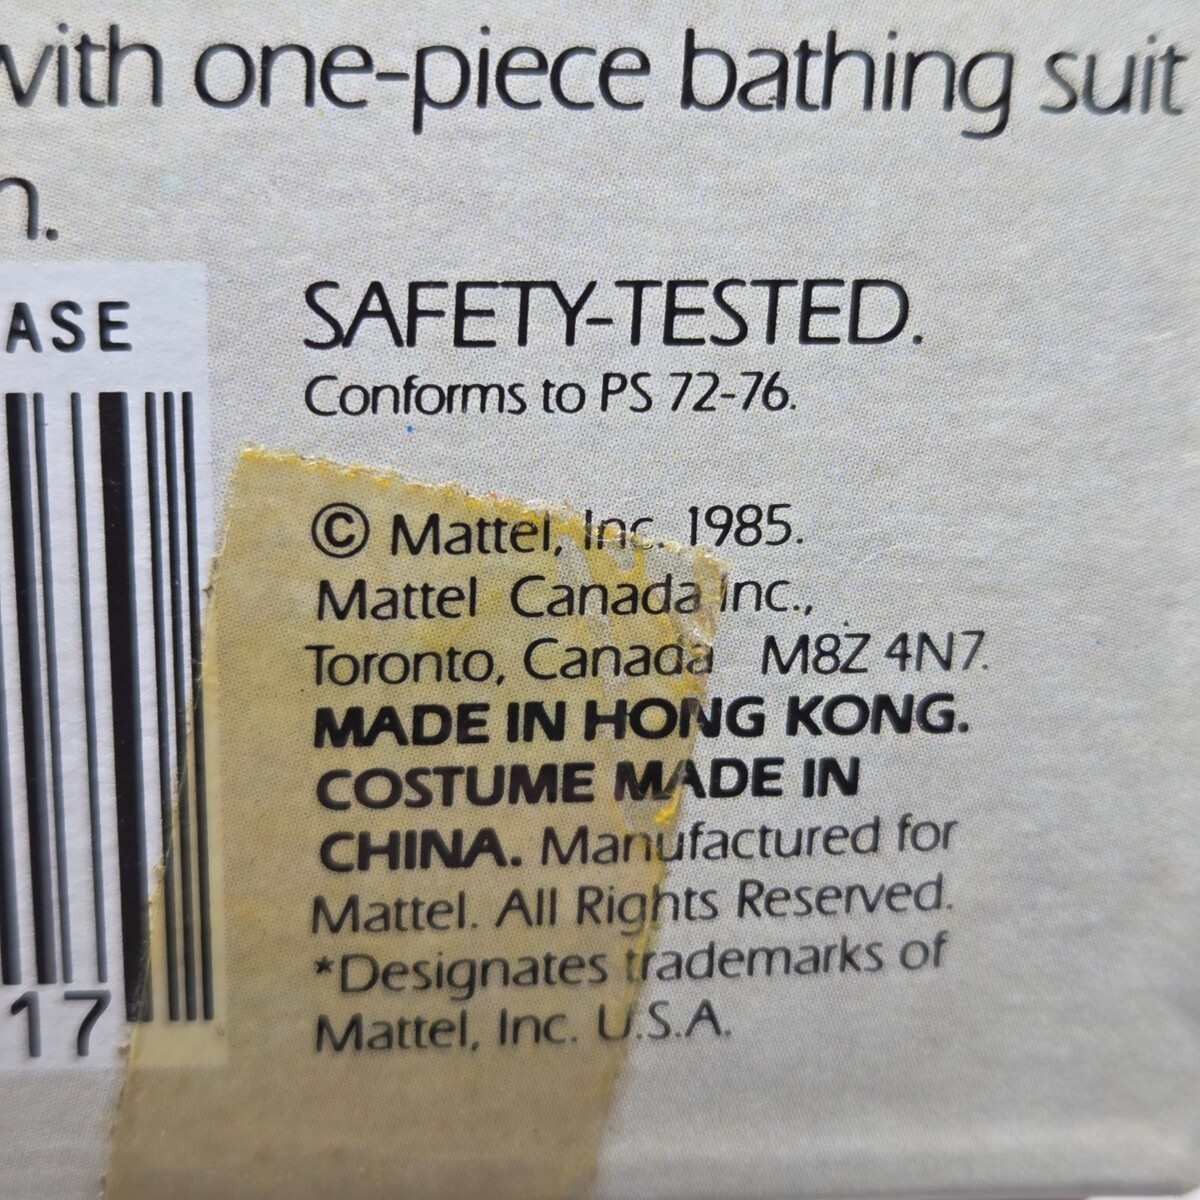 with one-piece bathing suit
n.
ASE
SAFETY-TESTED.
Conforms to PS 72-76.
© Mattel, Inc. 1985.
Mattel Canada Inc.,
Toronto, Canada M8Z 4N7.
MADE IN HONG KONG.
COSTUME MADE IN
CHINA. Manufactured for
Mattel. All Rights Reserved.
*Designates trademarks of
Mattel, Inc. U.S.A.
17